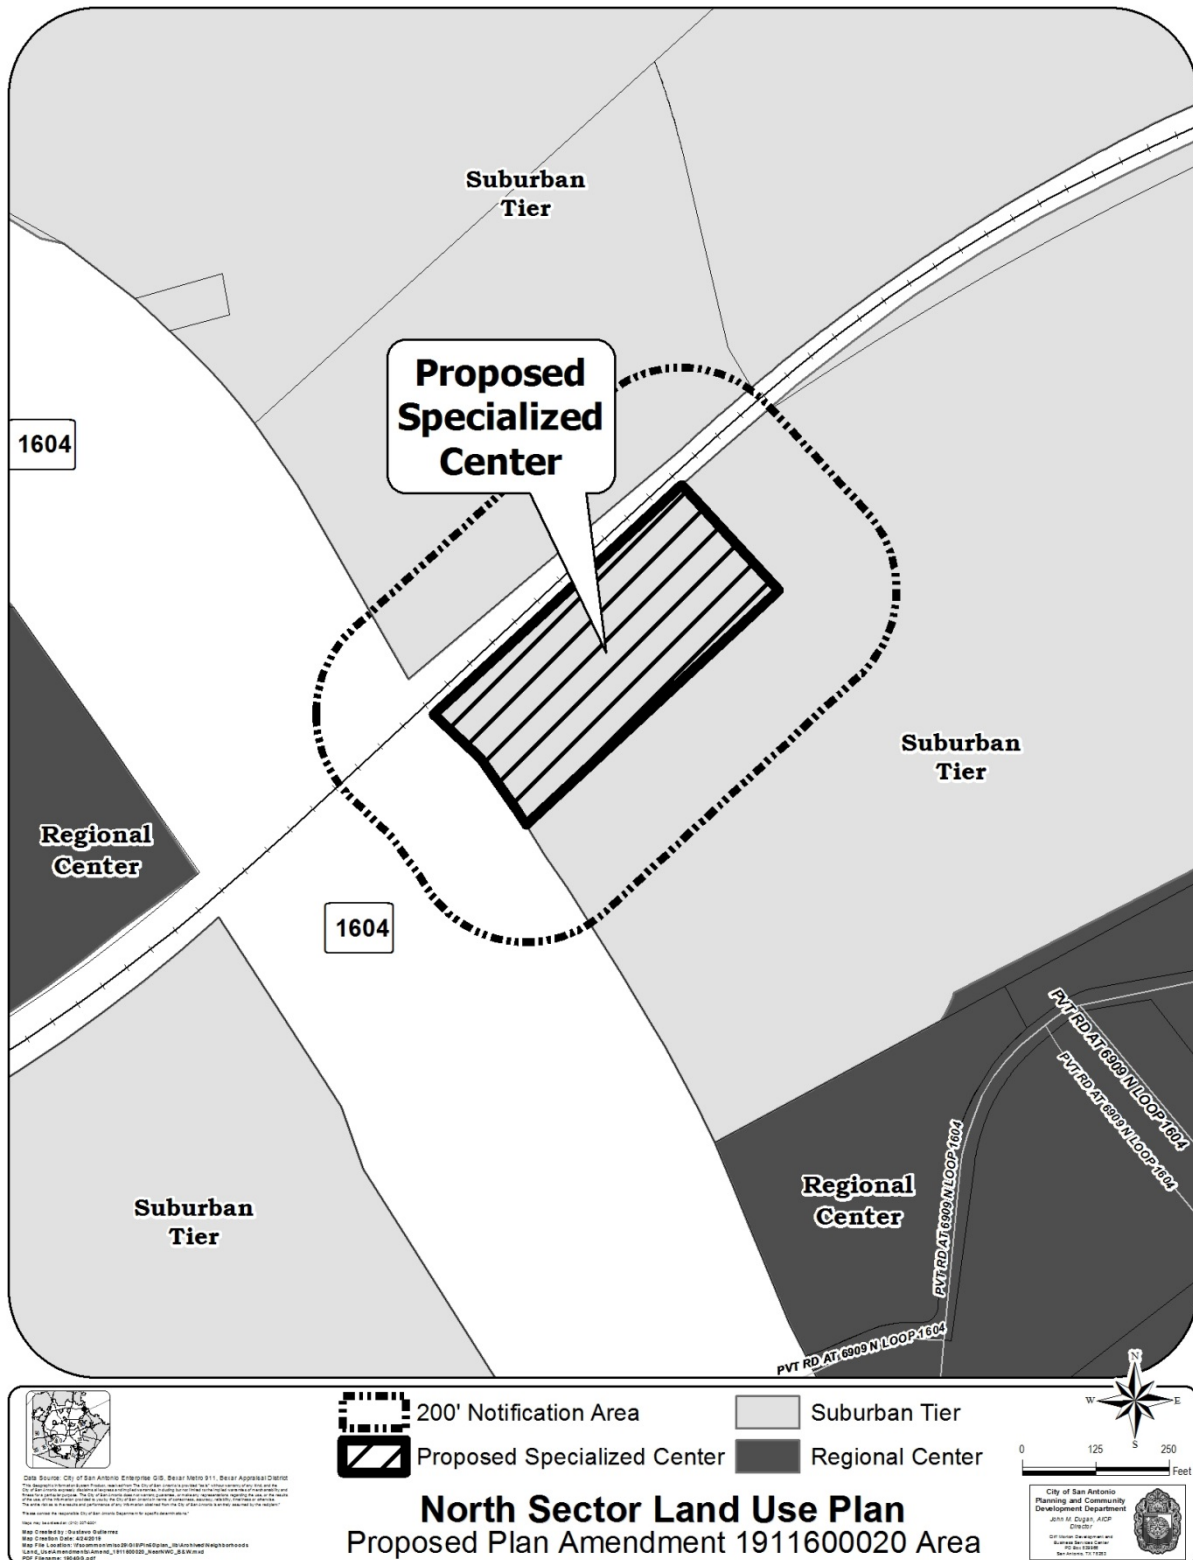 Suburban
Tier
Proposed
Specialized
Center
1604
Suburban
Tier
Regional
Center
1604
PVT RD AT 6909 N LOOP 1604
PVT RD AT 6909 N LOOP 1604
PVT RD AT 6909 N LOOP 1604
Regional
Center
Suburban
Tier
PVT RD AT 6909 N LOOP 1604
200' Notification Area
Suburban Tier
Proposed Specialized Center
Regional Center
N
W E
S
0 125 250
Feet
Data Source: City of San Antonio Enterprise GIS, Bexar Metro 911, Bexar Appraisal District
Map Created by: Gustavo Gutierrez
Map Creation Date: 4/24/2019
North Sector Land Use Plan
Proposed Plan Amendment 1911600020 Area
City of San Antonio
Planning and Community
Development Department
John M. Dugan, AICP
Director